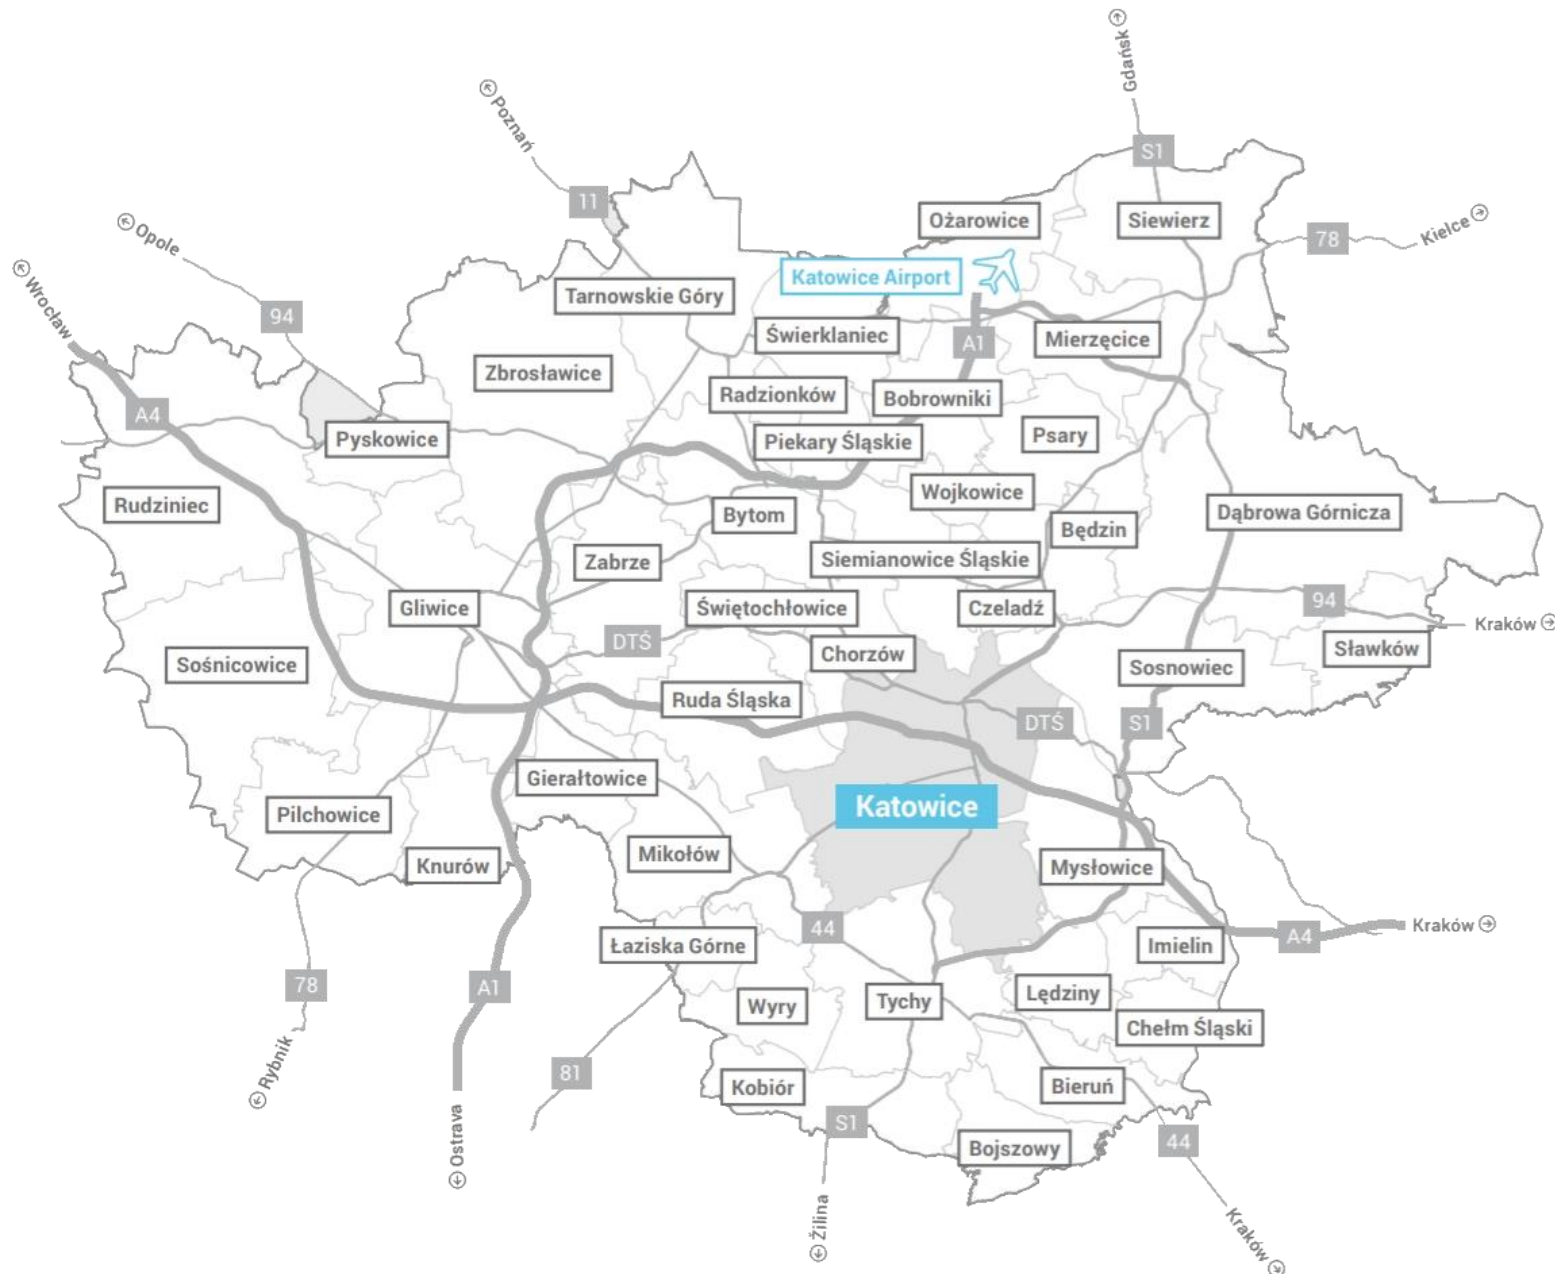 Gdańsk
Poznań
S1
11
Ożarowice
Siewierz
Kielce
78
Opole
Wrocław
Katowice Airport
Tarnowskie Góry
94
Świerklaniec
A1
Mierzęcice
Zbrosławice
Radzionków
Bobrowniki
A4
Pyskowice
Piekary Śląskie
Psary
Rudziniec
Wojkowice
Bytom
Będzin
Dąbrowa Górnicza
Zabrze
Siemianowice Śląskie
Gliwice
Świętochłowice
Czeladź
94
Kraków
DTŚ
Chorzów
Sławków
Sośnicowice
Sosnowiec
Ruda Śląska
DTŚ
S1
Gierałtowice
Pilchowice
Katowice
Mikołów
Knurów
Mysłowice
44
Łaziska Górne
Imielin
A4
Kraków
78
A1
Wyry
Tychy
Lędziny
Chełm Śląski
Rybnik
81
Kobiór
Bieruń
S1
Bojszowy
44
Ostrava
Żilina
Kraków